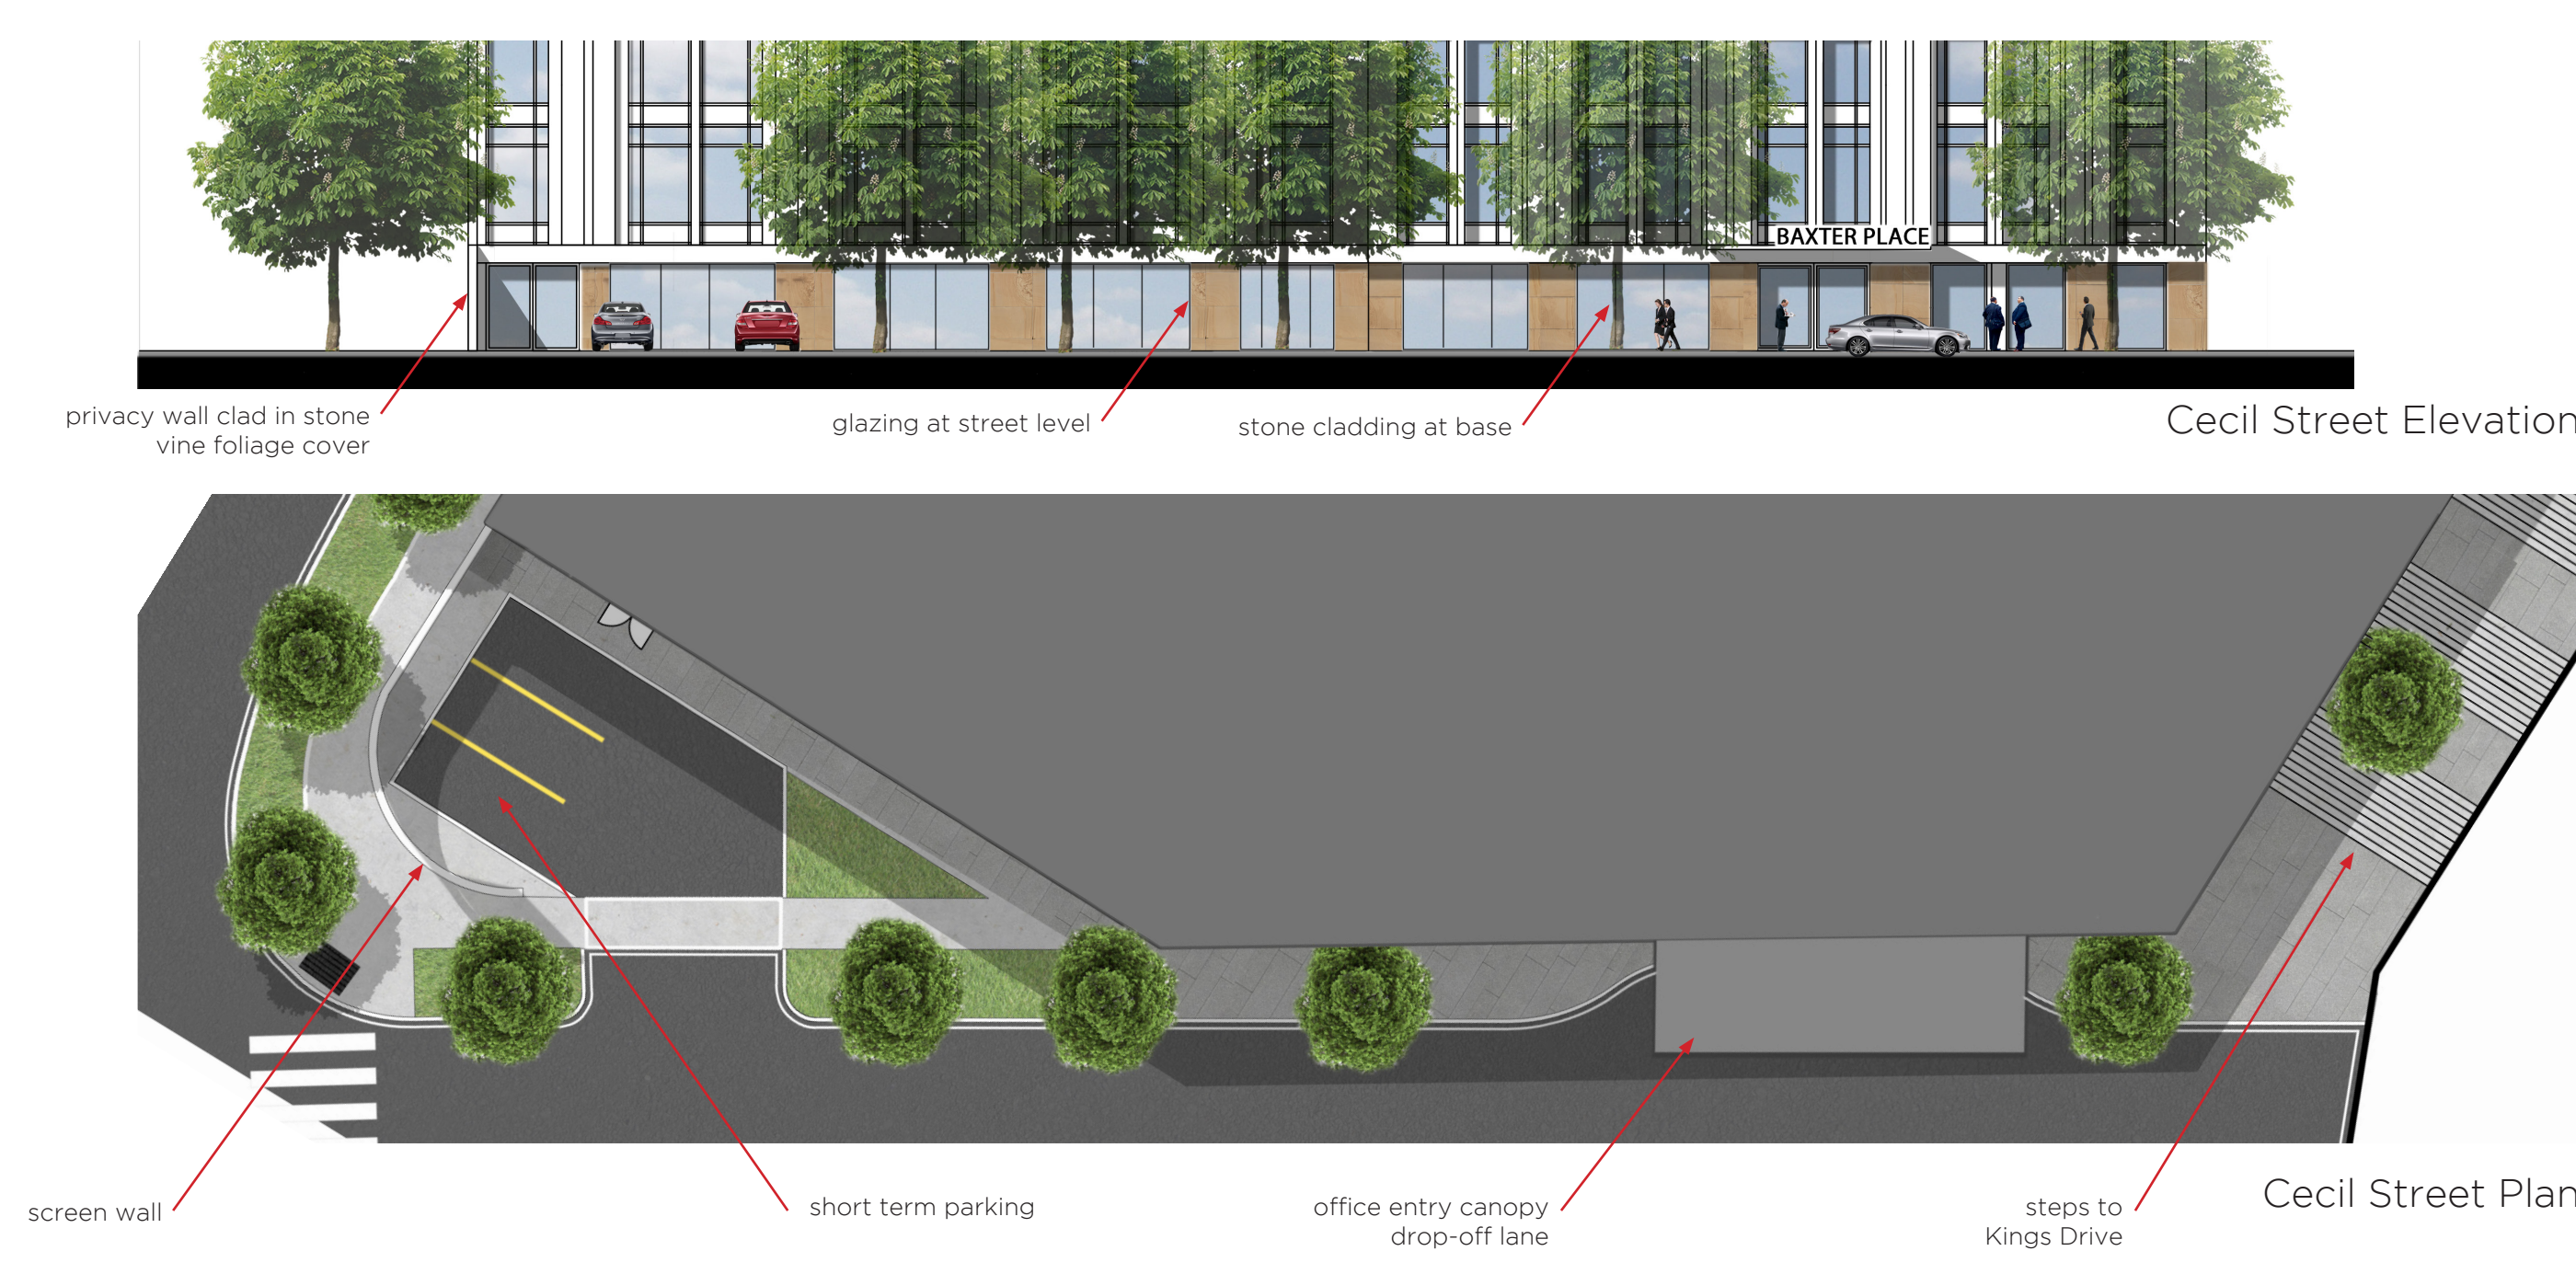 BAXTER PLACE
privacy wall clad in stone
vine foliage cover
glazing at street level
stone cladding at base
Cecil Street Elevation
screen wall
short term parking
office entry canopy
drop-off lane
steps to
Kings Drive
Cecil Street Plan